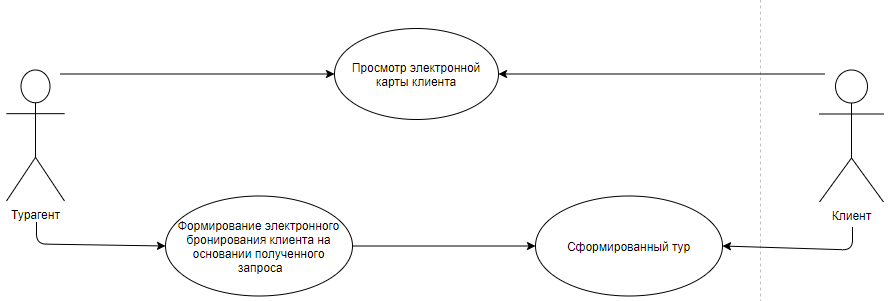 Просмотр электронной
карты клиента
Турагент
Клиент
Формирование электронного
бронирования клиента на
основании полученного
запроса
Сформированный тур